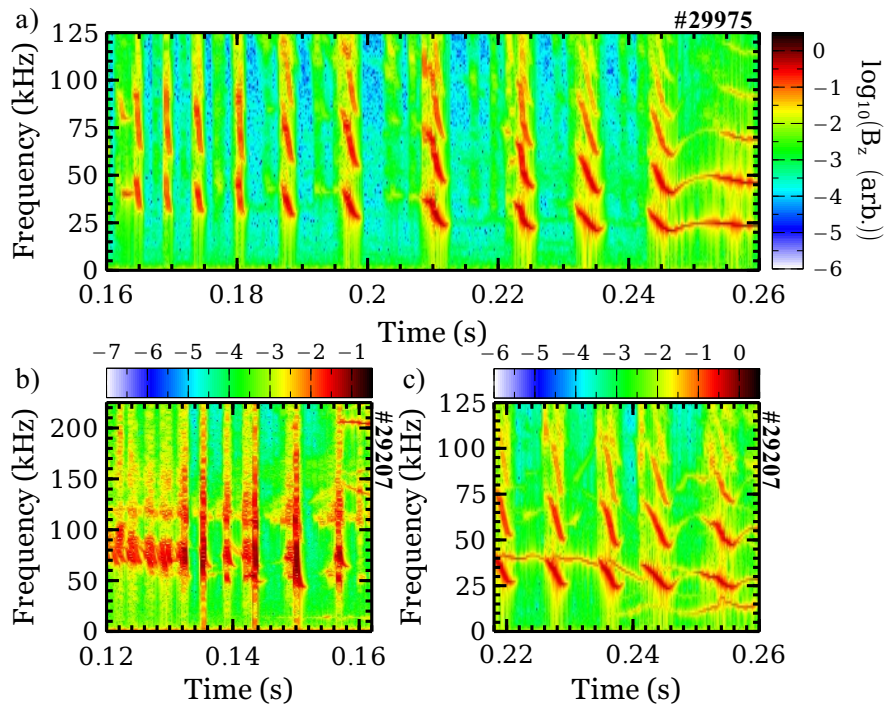 a)
#29975
125
100
75
50
25
0
Frequency (kHz)
0.16 0.18 0.2 0.22 0.24 0.26
Time (s)
0
−1
−2
−3
−4
−5
−6
log₁₀(B_z (arb.))
b)
−7 −6 −5 −4 −3 −2 −1
200
150
100
50
0
Frequency (kHz)
0.12 0.14 0.16
Time (s)
#29207
c)
−6 −5 −4 −3 −2 −1 0
125
100
75
50
25
0
Frequency (kHz)
0.22 0.24 0.26
Time (s)
#29207